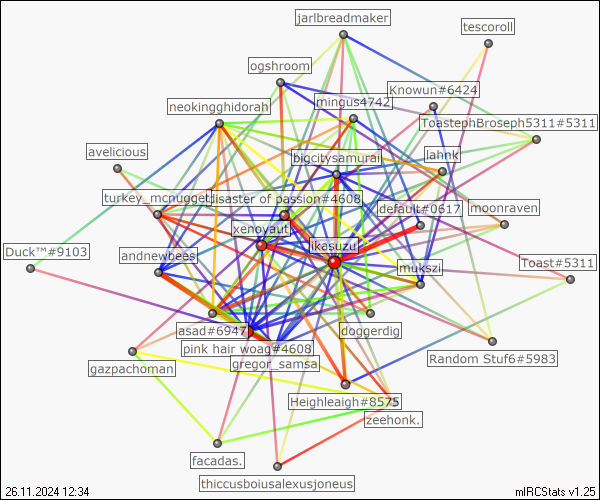 jarlbreadmaker
tescoroll
ogshroom
Knowun#6424
neokingghidorah
mingus4742
ToastephBroseph5311#5311
avelicious
bigcitysamurai
lahnk
turkey_mcnugget
disaster of passion#4608
default#0617
moonraven
xenovaut
Duck™#9103
andnewbees
ikasuzu
mukszi
Toast#5311
asad#6947
doggerdig
pink hair woag#4608
gazpachoman
gregor_samsa
Random Stuf6#5983
Heighleigh#8575
zeehonk.
facadas.
thiccusboiusalexusjoneus
26.11.2024 12:34
mIRCStats v1.25